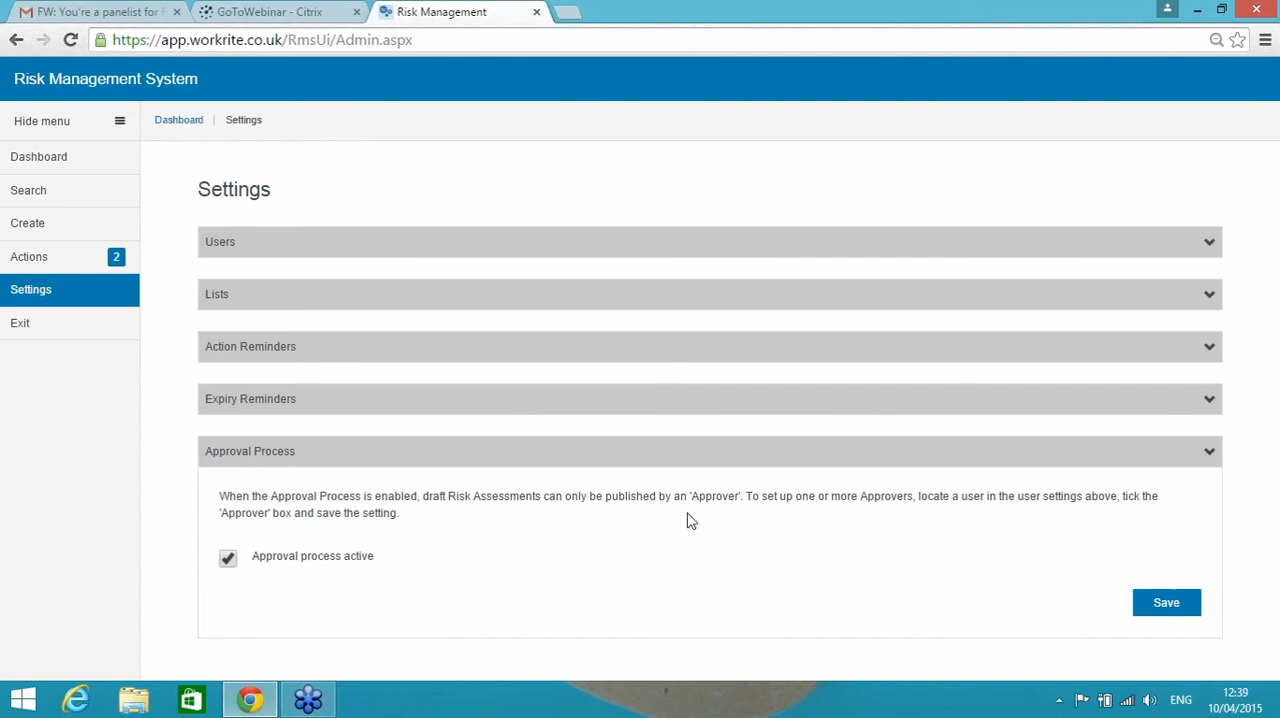 FW: You're a panelist for
GoToWebinar - Citrix
Risk Management
https://app.workrite.co.uk/RmsUi/Admin.aspx
Risk Management System
Hide menu
Dashboard | Settings
Dashboard
Search
Create
Actions 2
Settings
Exit
Settings
Users
Lists
Action Reminders
Expiry Reminders
Approval Process
When the Approval Process is enabled, draft Risk Assessments can only be published by an 'Approver'. To set up one or more Approvers, locate a user in the user settings above, tick the
'Approver' box and save the setting.
Approval process active
Save
ENG
12:39
10/04/2015